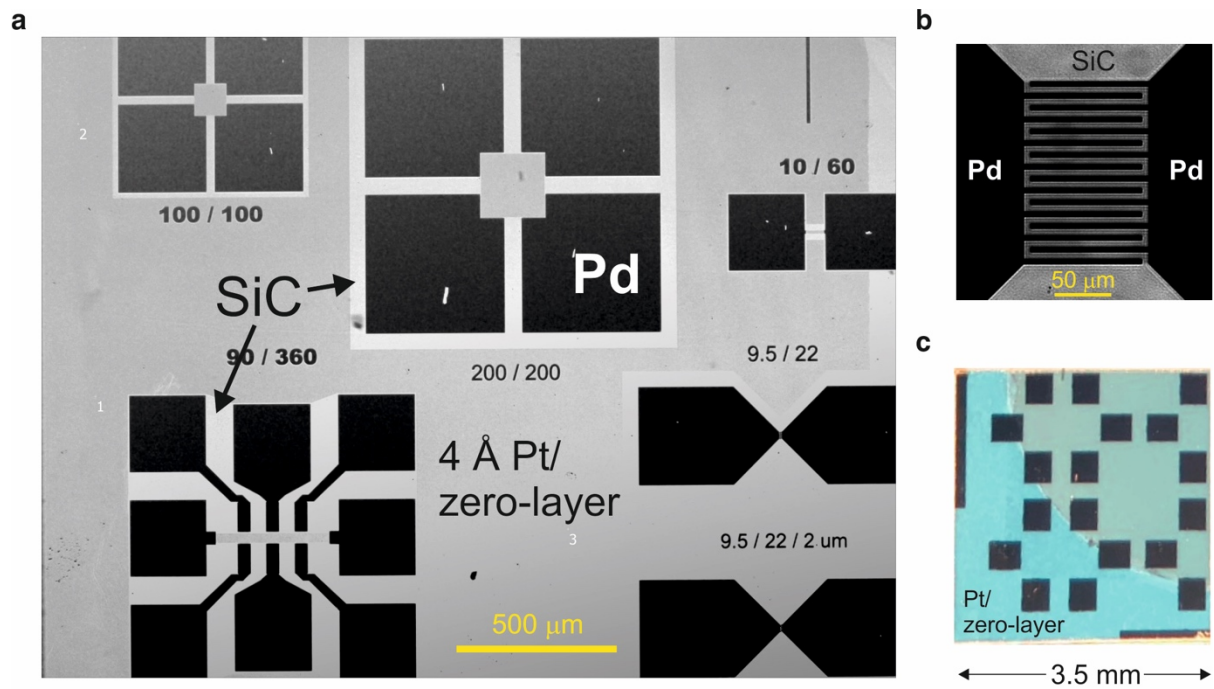 a
2
100 / 100
10 / 60
SiC
Pd
90 / 360
200 / 200
9.5 / 22
1
4 Å Pt/
zero-layer
3
9.5 / 22 / 2 um
500 μm
b
SiC
Pd
Pd
50 μm
c
Pt/
zero-layer
3.5 mm